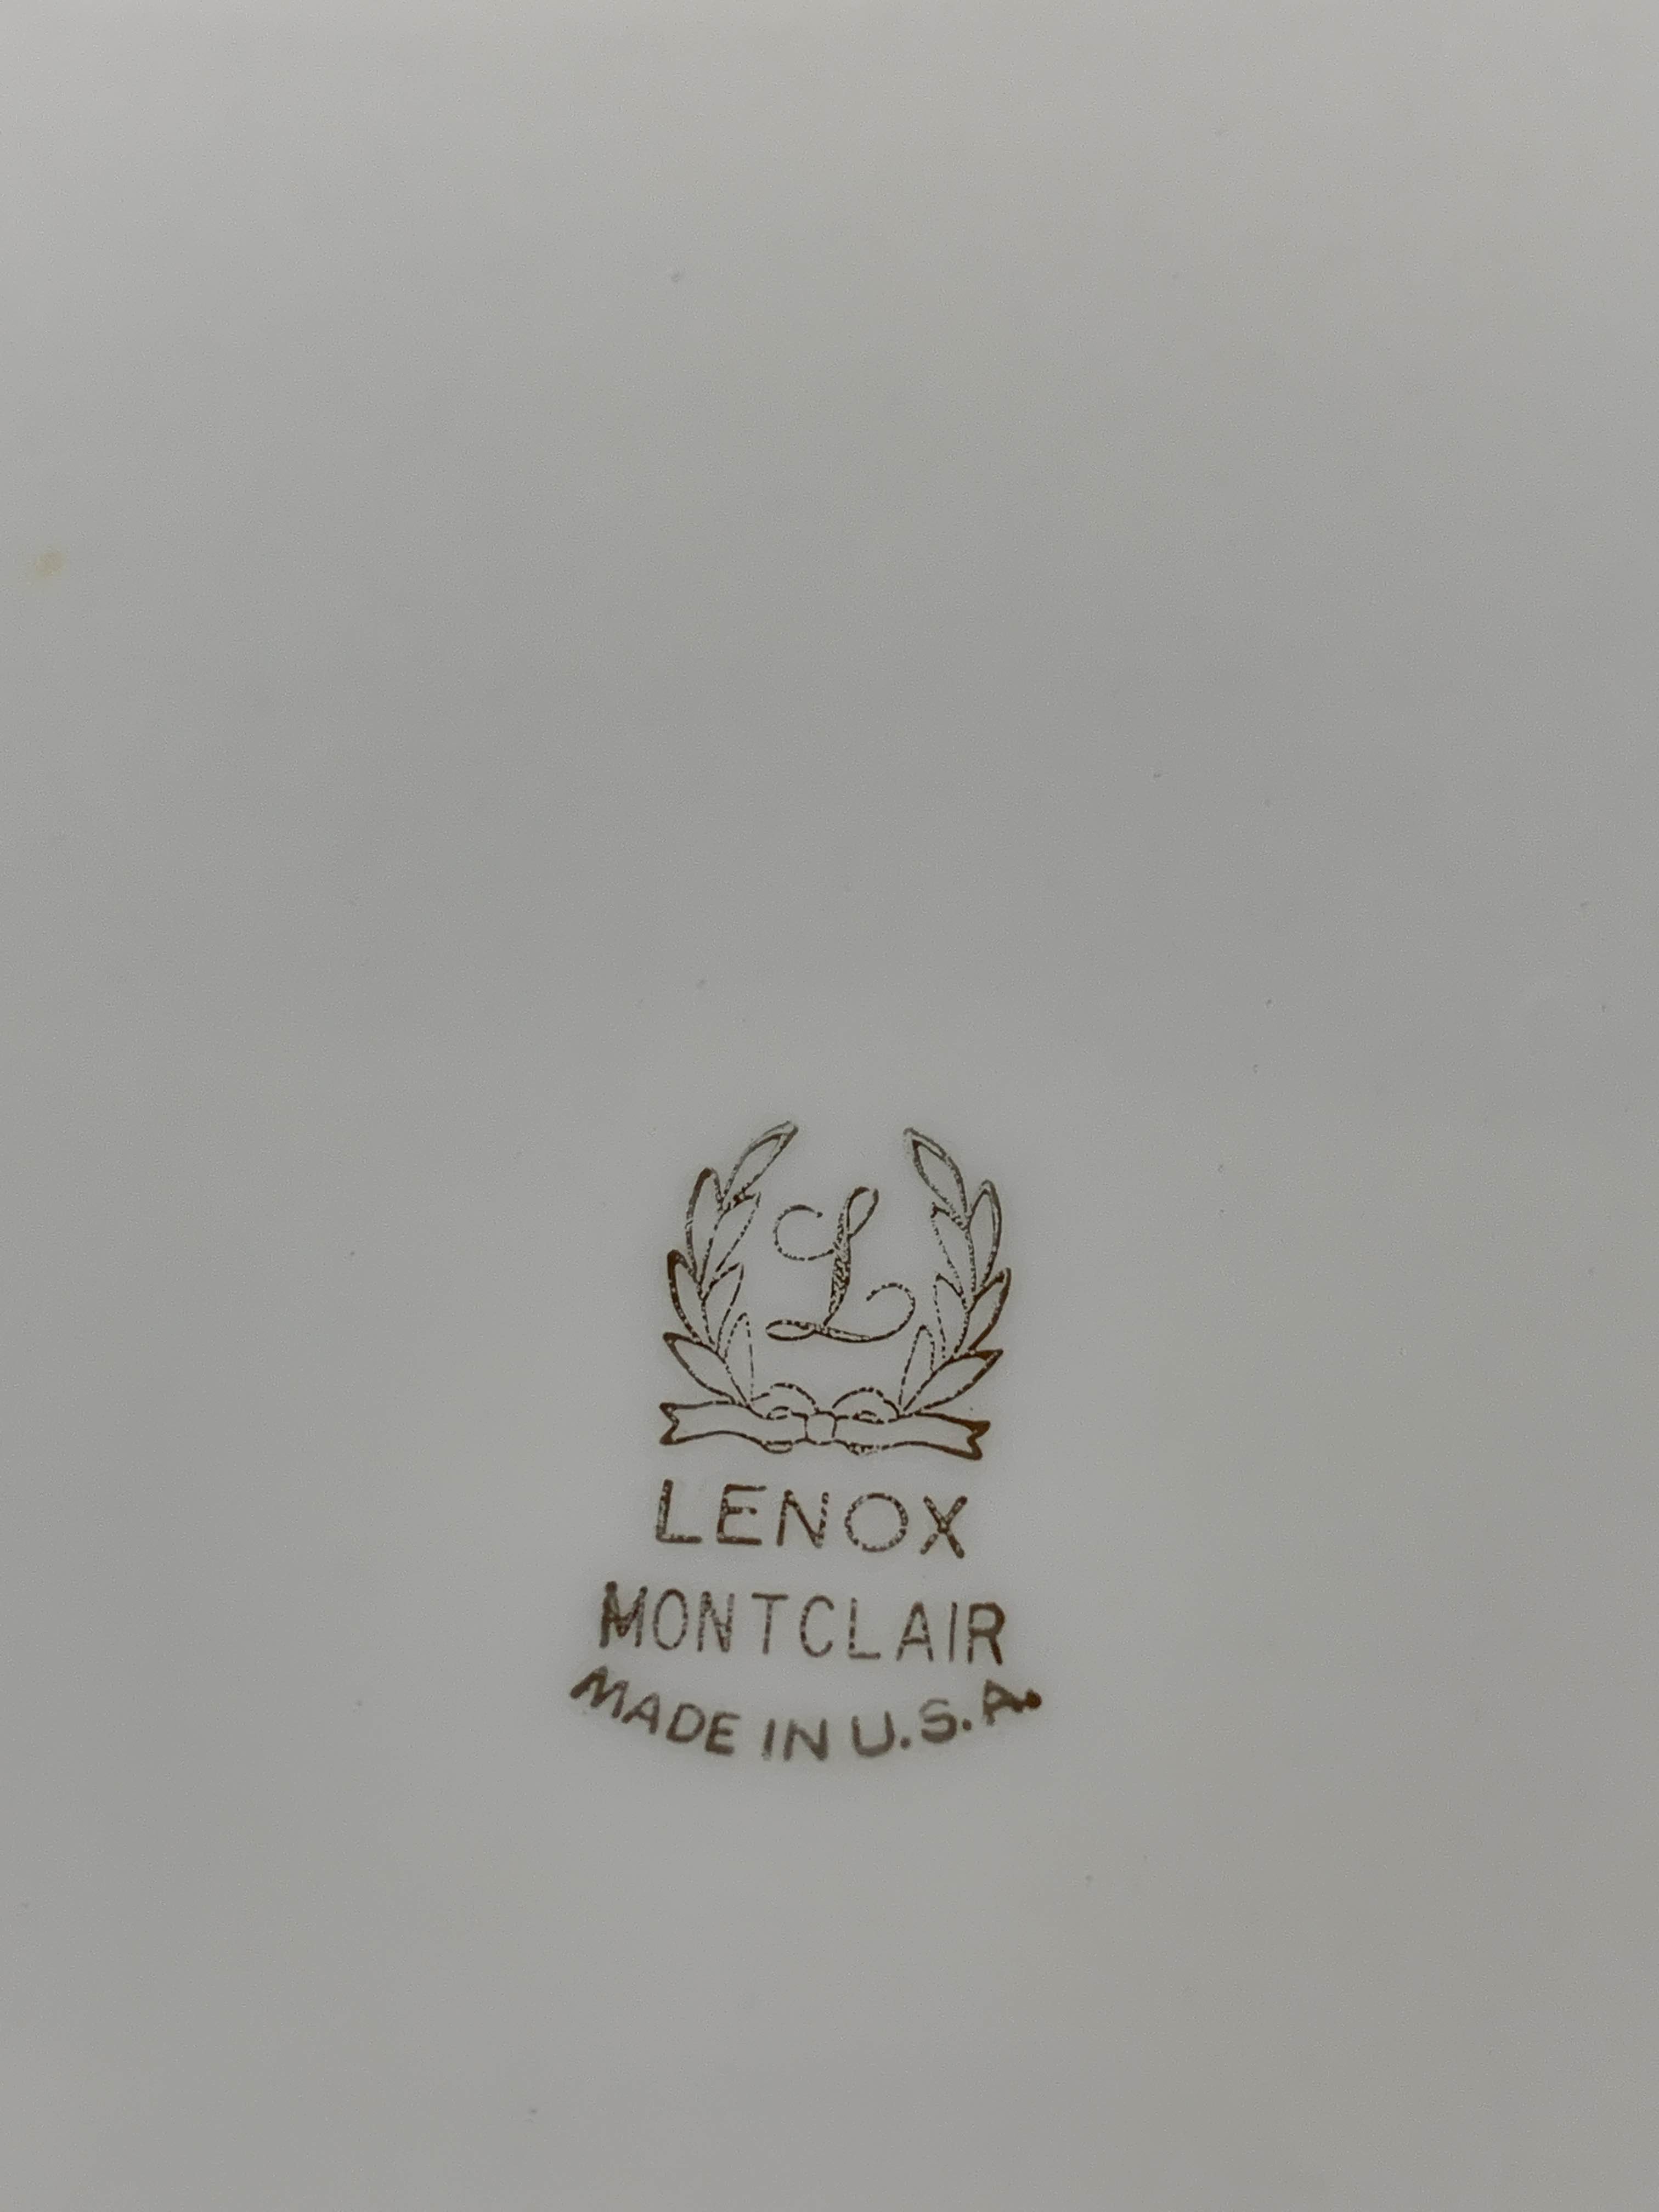 L
LENOX
MONTCLAIR
MADE IN U.S.A.